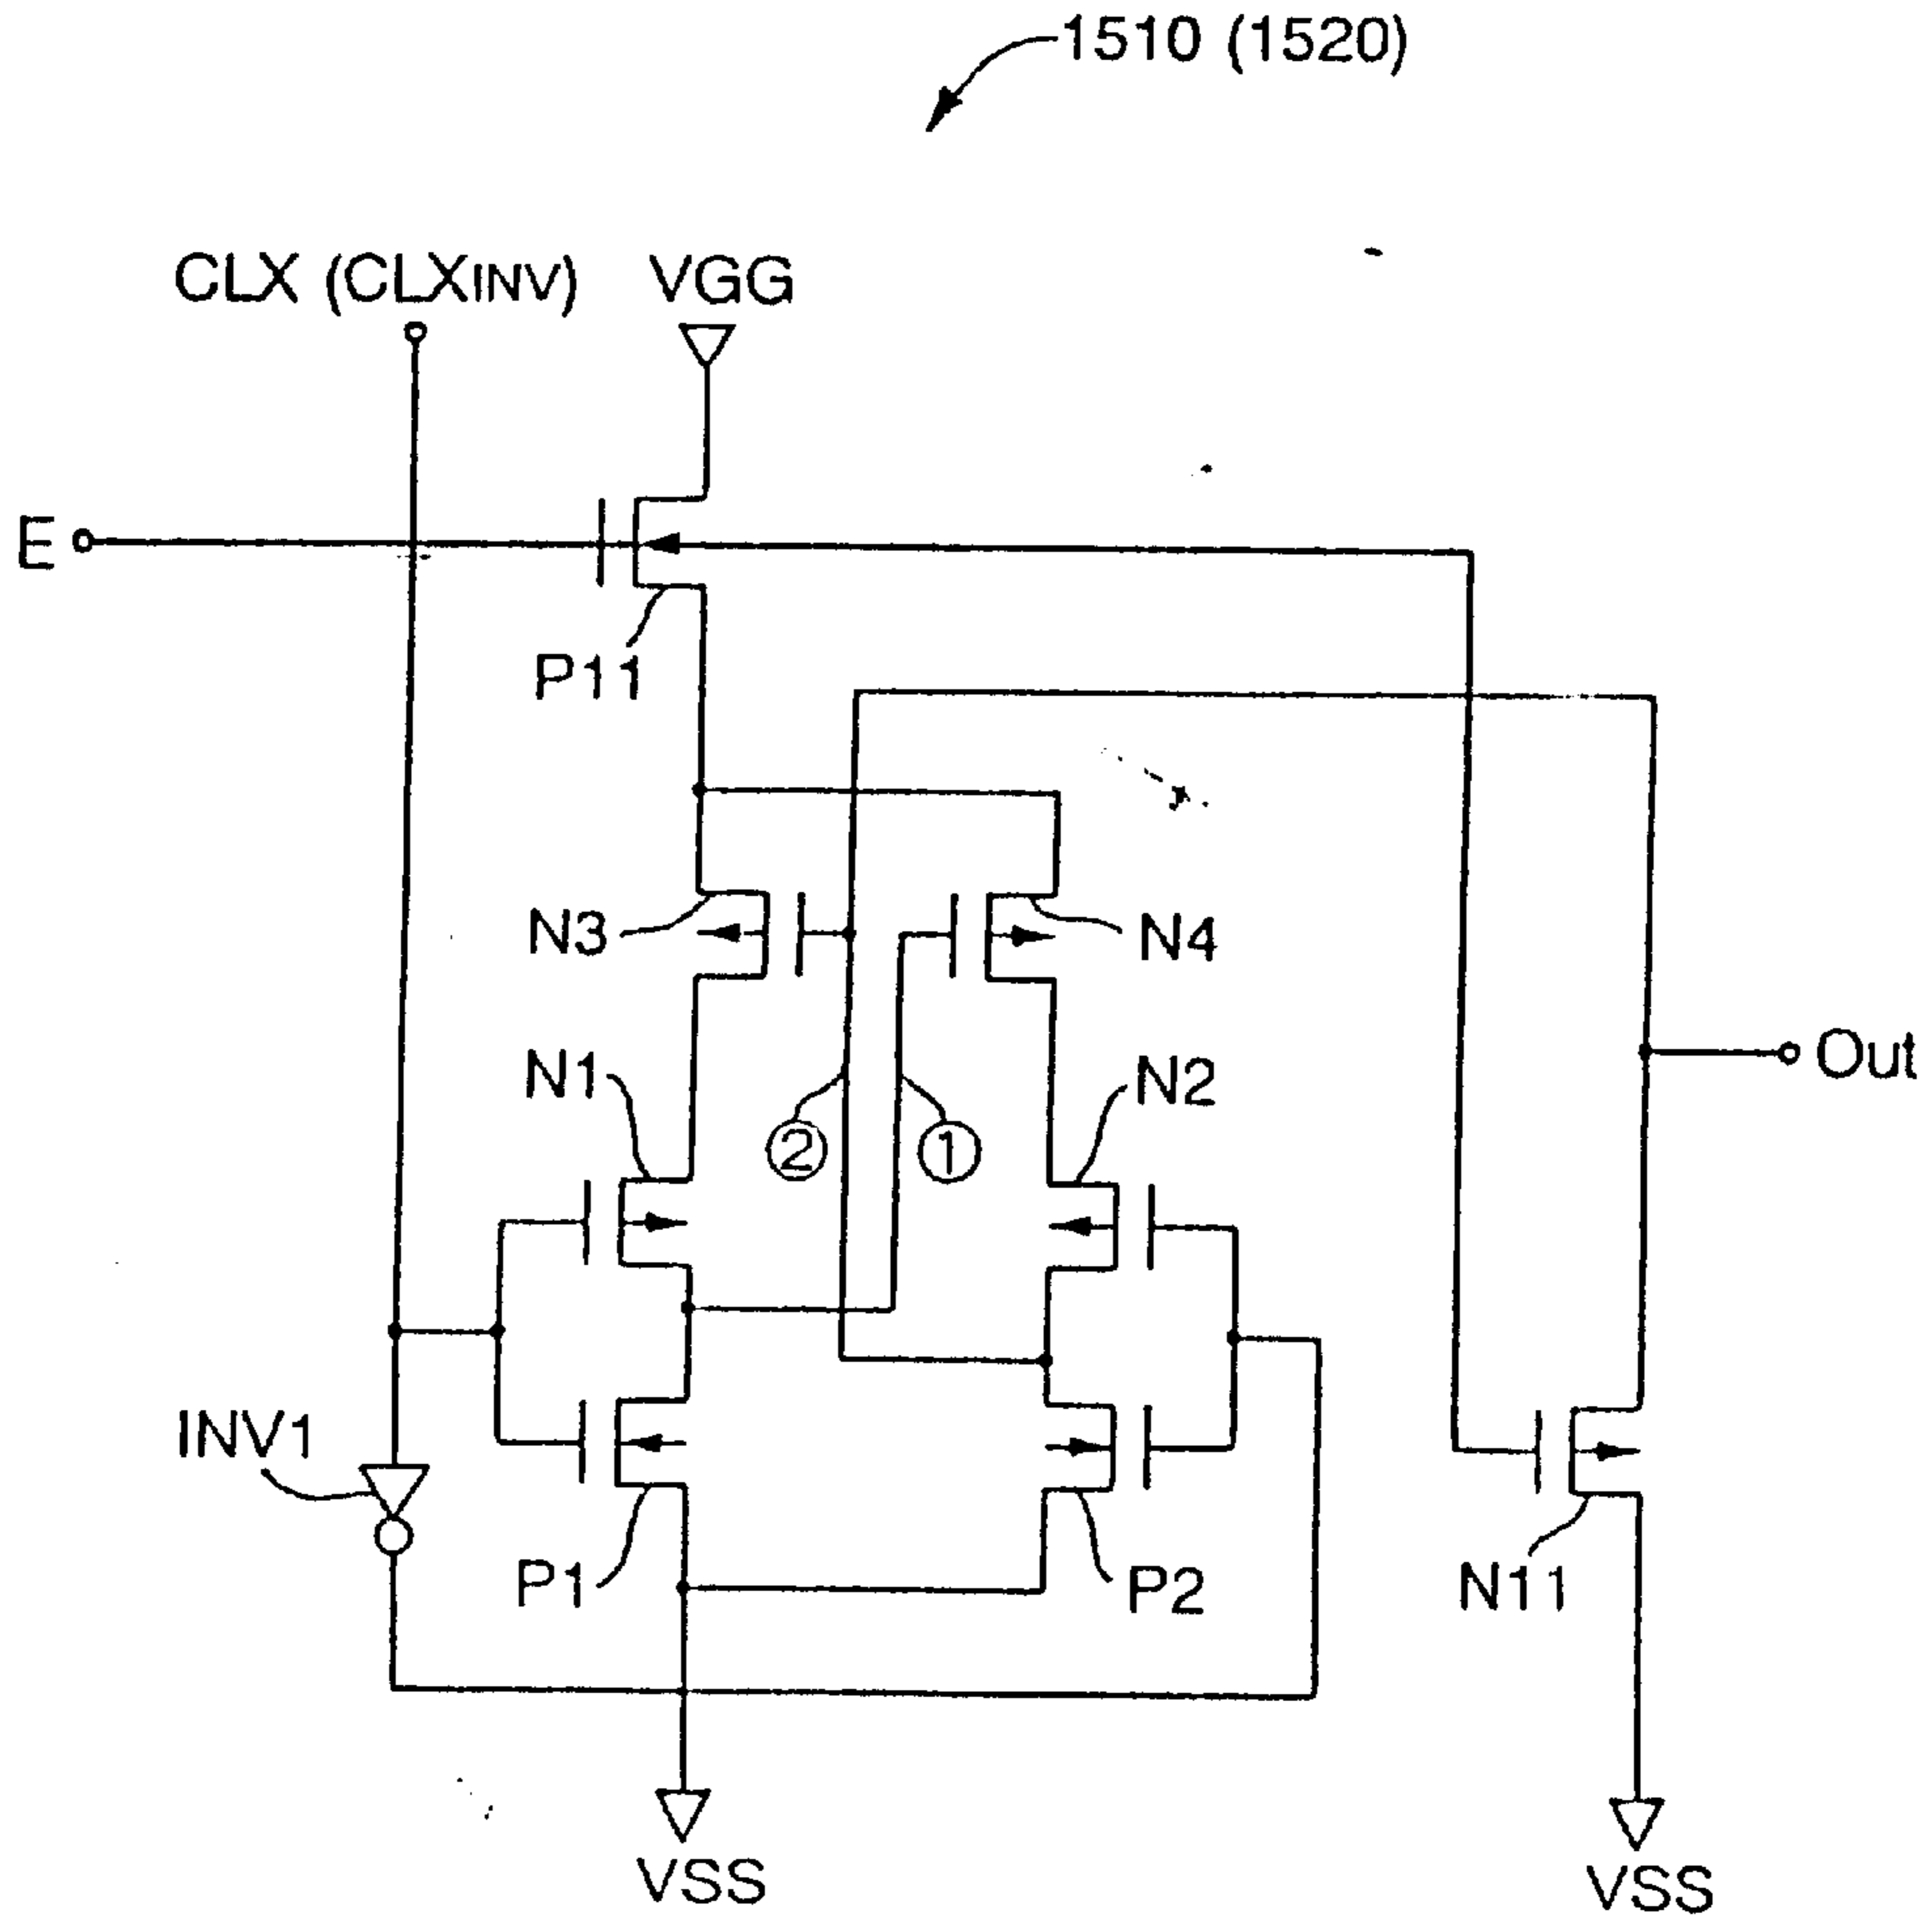 1510 (1520)
CLX (CLXINV)
VGG
E
P11
N3
N4
N1
N2
2
1
Out
INV1
P1
P2
N11
VSS
VSS